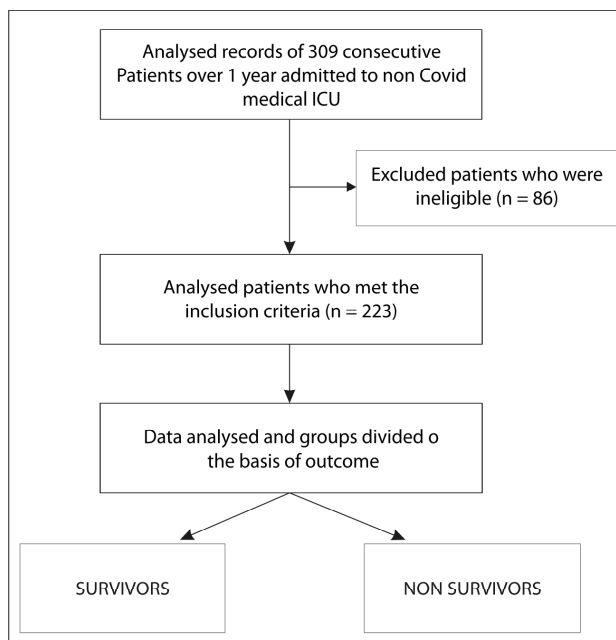 Analysed records of 309 consecutive
Patients over 1 year admitted to non Covid
medical ICU
Excluded patients who were
ineligible (n = 86)
Analysed patients who met the
inclusion criteria (n = 223)
Data analysed and groups divided o
the basis of outcome
SURVIVORS
NON SURVIVORS